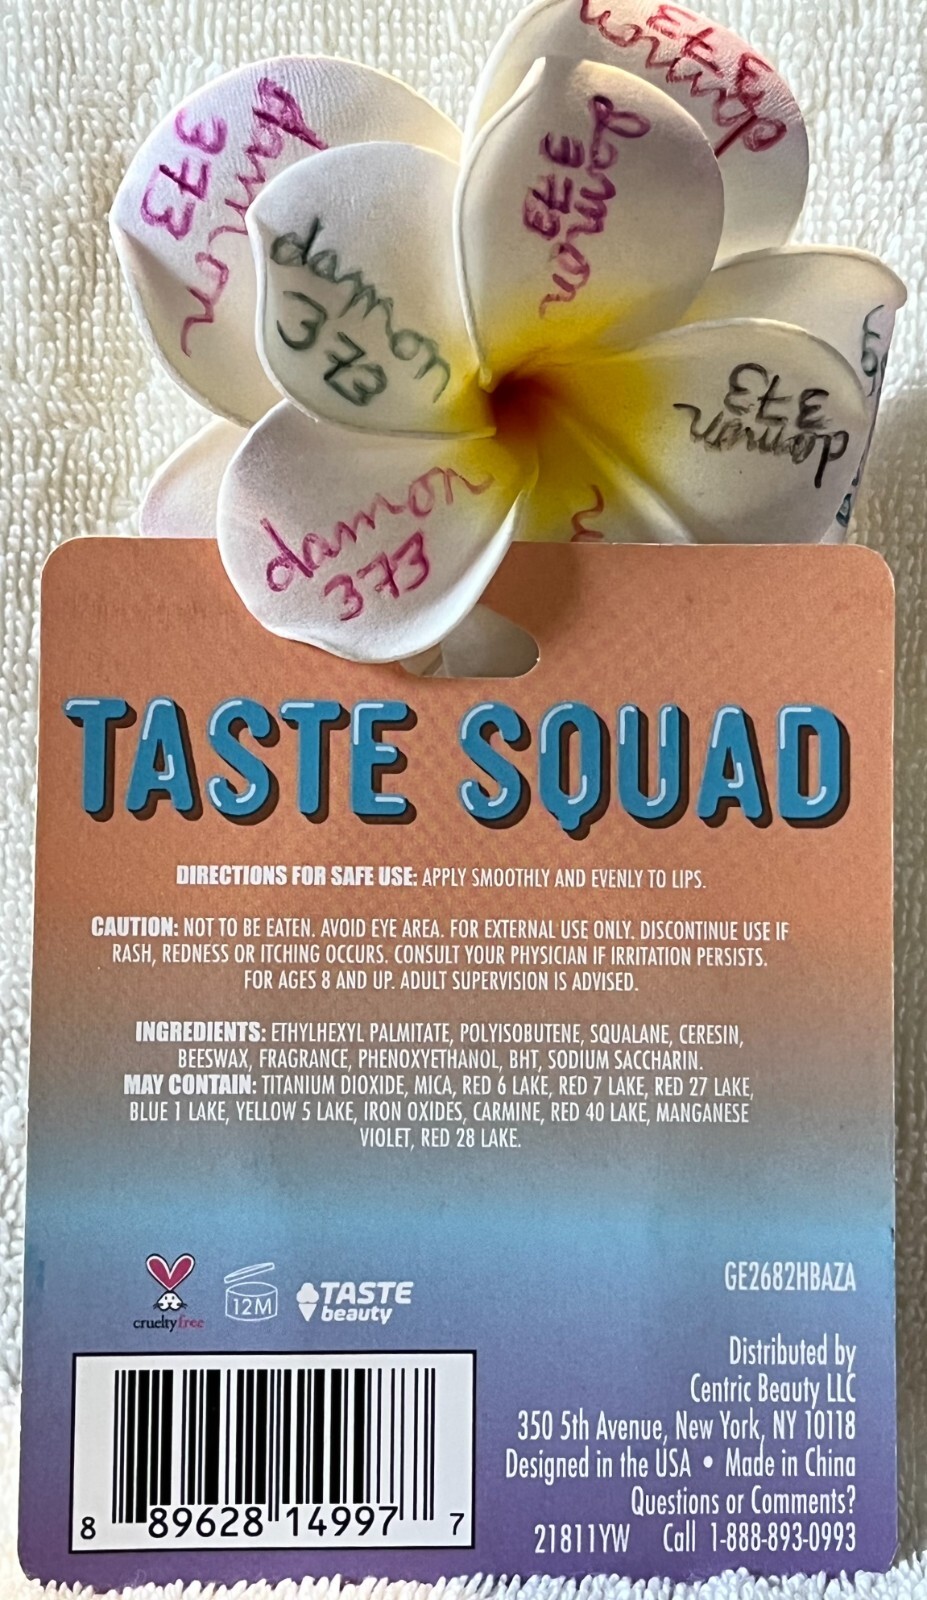 damon
373
damon
373
damon
373
damon
373
damon
373
damon
373
n
TASTE SQUAD
DIRECTIONS FOR SAFE USE: APPLY SMOOTHLY AND EVENLY TO LIPS.
CAUTION: NOT TO BE EATEN. AVOID EYE AREA. FOR EXTERNAL USE ONLY. DISCONTINUE USE IF
RASH, REDNESS OR ITCHING OCCURS. CONSULT YOUR PHYSICIAN IF IRRITATION PERSISTS.
FOR AGES 8 AND UP. ADULT SUPERVISION IS ADVISED.
INGREDIENTS: ETHYLHEXYL PALMITATE, POLYISOBUTENE, SQUALANE, CERESIN,
BEESWAX, FRAGRANCE, PHENOXYETHANOL, BHT, SODIUM SACCHARIN.
MAY CONTAIN: TITANIUM DIOXIDE, MICA, RED 6 LAKE, RED 7 LAKE, RED 27 LAKE,
BLUE 1 LAKE, YELLOW 5 LAKE, IRON OXIDES, CARMINE, RED 40 LAKE, MANGANESE
VIOLET, RED 28 LAKE.
crueltyfree
12M
TASTE
beauty
GE2682HBAZA
Distributed by
Centric Beauty LLC
350 5th Avenue, New York, NY 10118
Designed in the USA • Made in China
Questions or Comments?
21811YW Call 1-888-893-0993
8 89628 14997 7